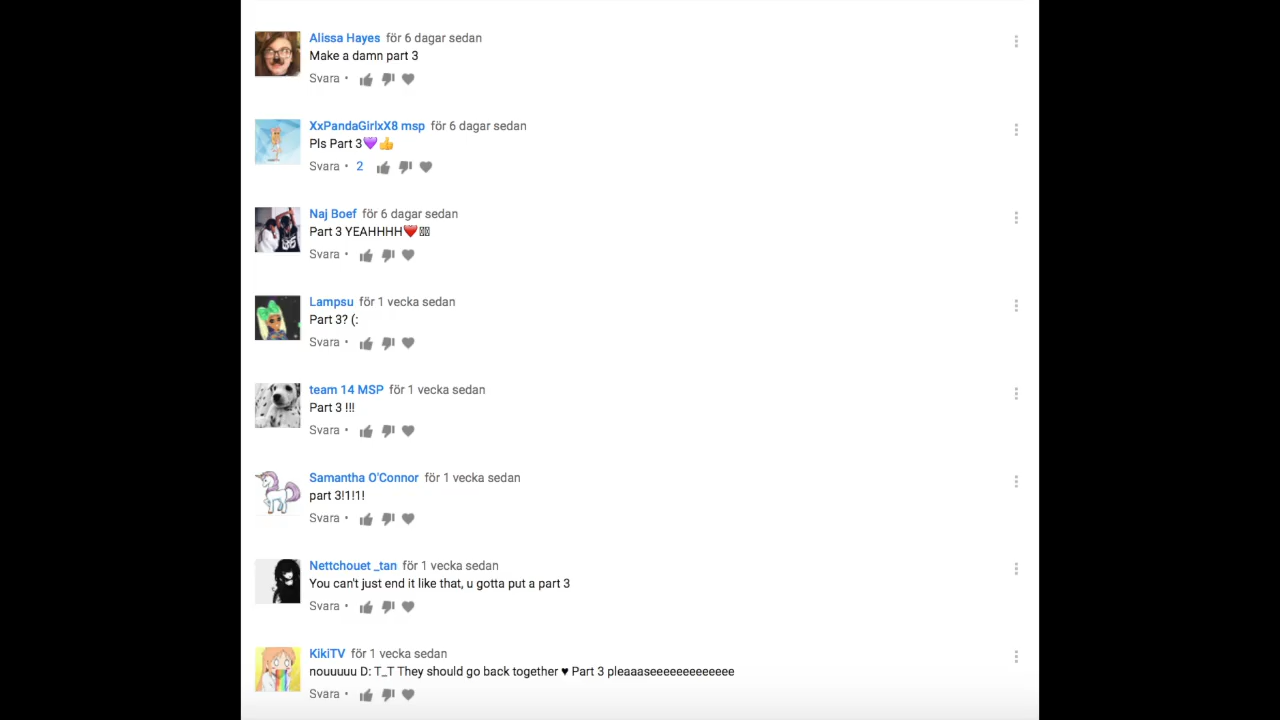 Alissa Hayes för 6 dagar sedan
Make a damn part 3
Svara •
XxPandaGirlxX8 msp för 6 dagar sedan
Pls Part 3💜👍
Svara • 2
Naj Boef för 6 dagar sedan
Part 3 YEAHHHH❤️
Svara •
Lampsu för 1 vecka sedan
Part 3? (:
Svara •
team 14 MSP för 1 vecka sedan
Part 3 !!!
Svara •
Samantha O'Connor för 1 vecka sedan
part 3!1!1!
Svara •
Nettchouet _tan för 1 vecka sedan
You can't just end it like that, u gotta put a part 3
Svara •
KikiTV för 1 vecka sedan
nouuuuu D: T_T They should go back together ♥ Part 3 pleaaaseeeeeeeeeeeee
Svara •